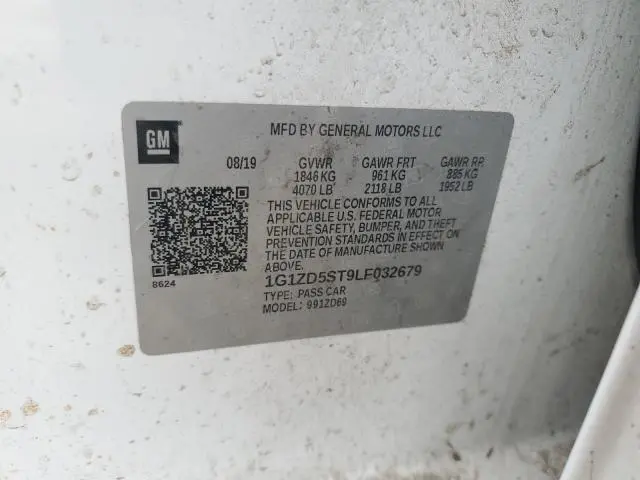 GM
MFD BY GENERAL MOTORS LLC
08/19 GVWR GAWR FRT GAWR RR
1846 KG 961 KG 885 KG
4070 LB 2118 LB 1952 LB
THIS VEHICLE CONFORMS TO ALL
APPLICABLE U.S. FEDERAL MOTOR
VEHICLE SAFETY, BUMPER, AND THEFT
PREVENTION STANDARDS IN EFFECT ON
THE DATE OF MANUFACTURE SHOWN
ABOVE.
8624
1G1ZD5ST9LF032679
TYPE: PASS CAR
MODEL: 991ZD69